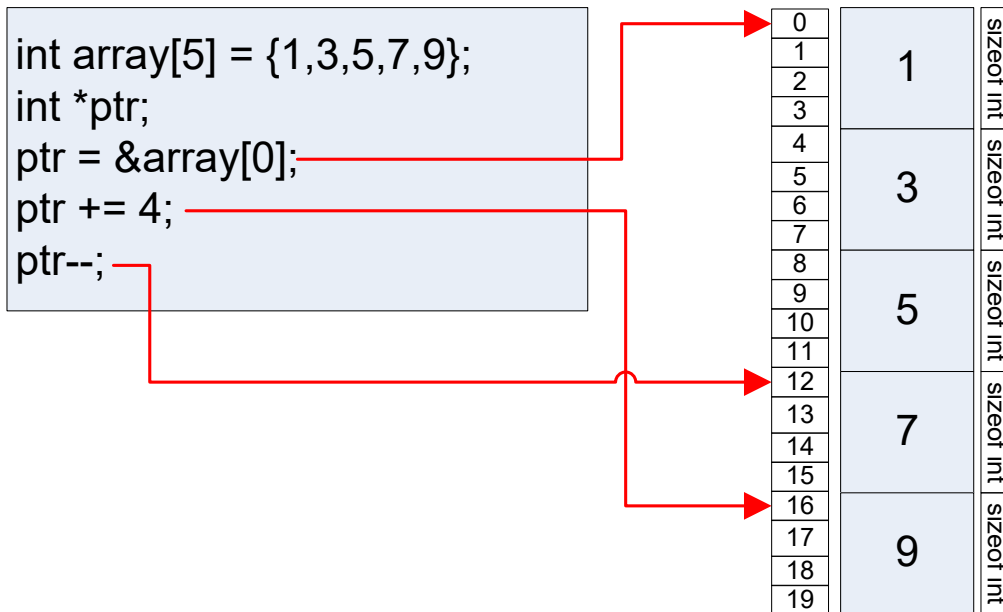 int array[5] = {1,3,5,7,9};
int *ptr;
ptr = &array[0];
ptr += 4;
ptr--;
0
1
2
3
4
5
6
7
8
9
10
11
12
13
14
15
16
17
18
19
1
3
5
7
9
sizeof int
sizeof int
sizeof int
sizeof int
sizeof int